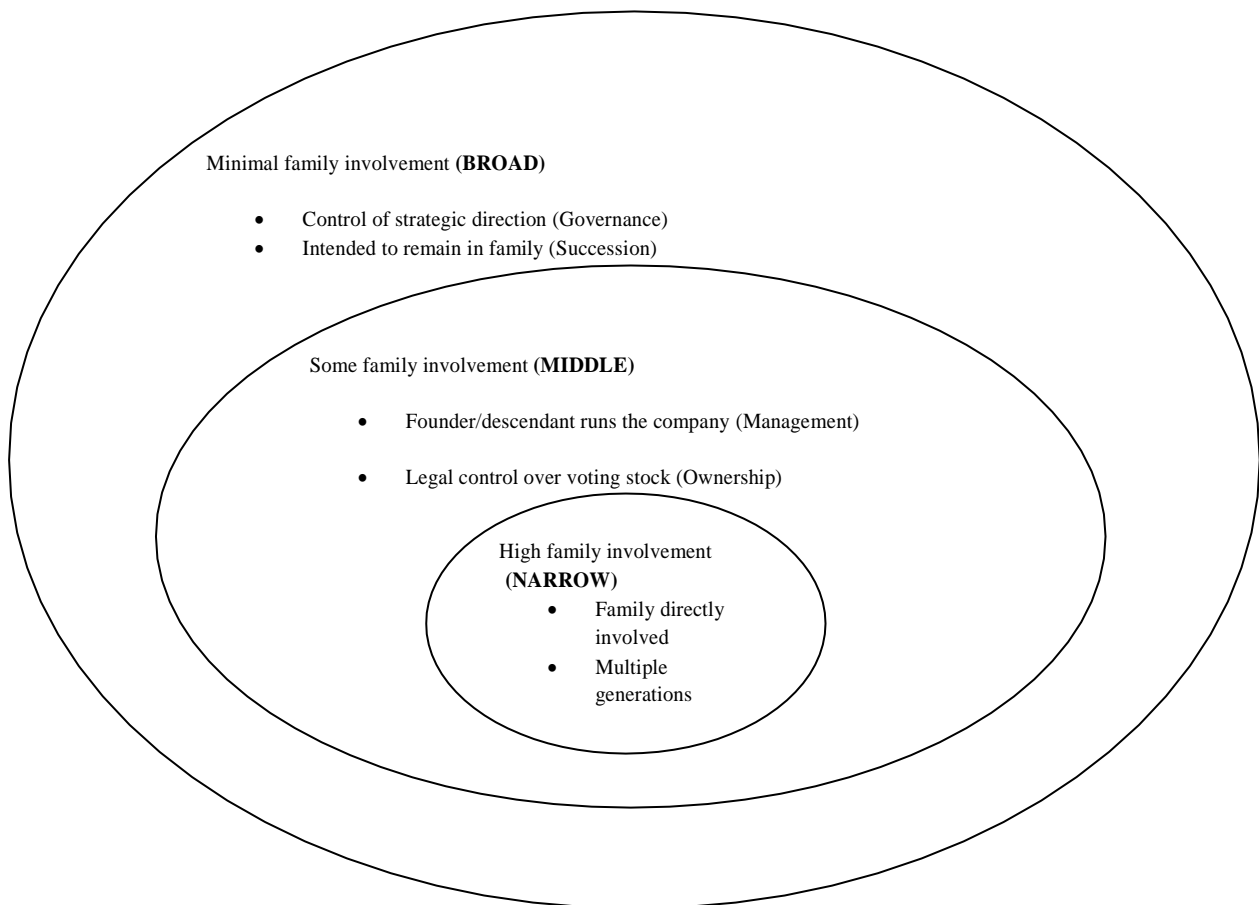 Minimal family involvement (BROAD)
• Control of strategic direction (Governance)
• Intended to remain in family (Succession)
Some family involvement (MIDDLE)
• Founder/descendant runs the company (Management)
• Legal control over voting stock (Ownership)
High family involvement
(NARROW)
• Family directly
involved
• Multiple
generations